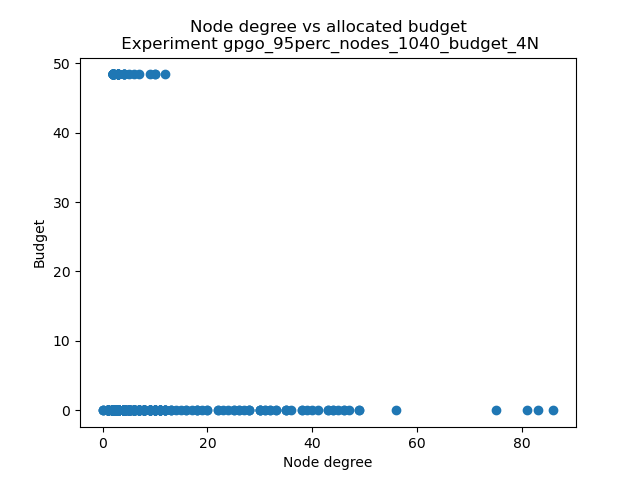 Node degree vs allocated budget
Experiment gpgo_95perc_nodes_1040_budget_4N
50
40
30
20
10
0
Budget
0 20 40 60 80
Node degree